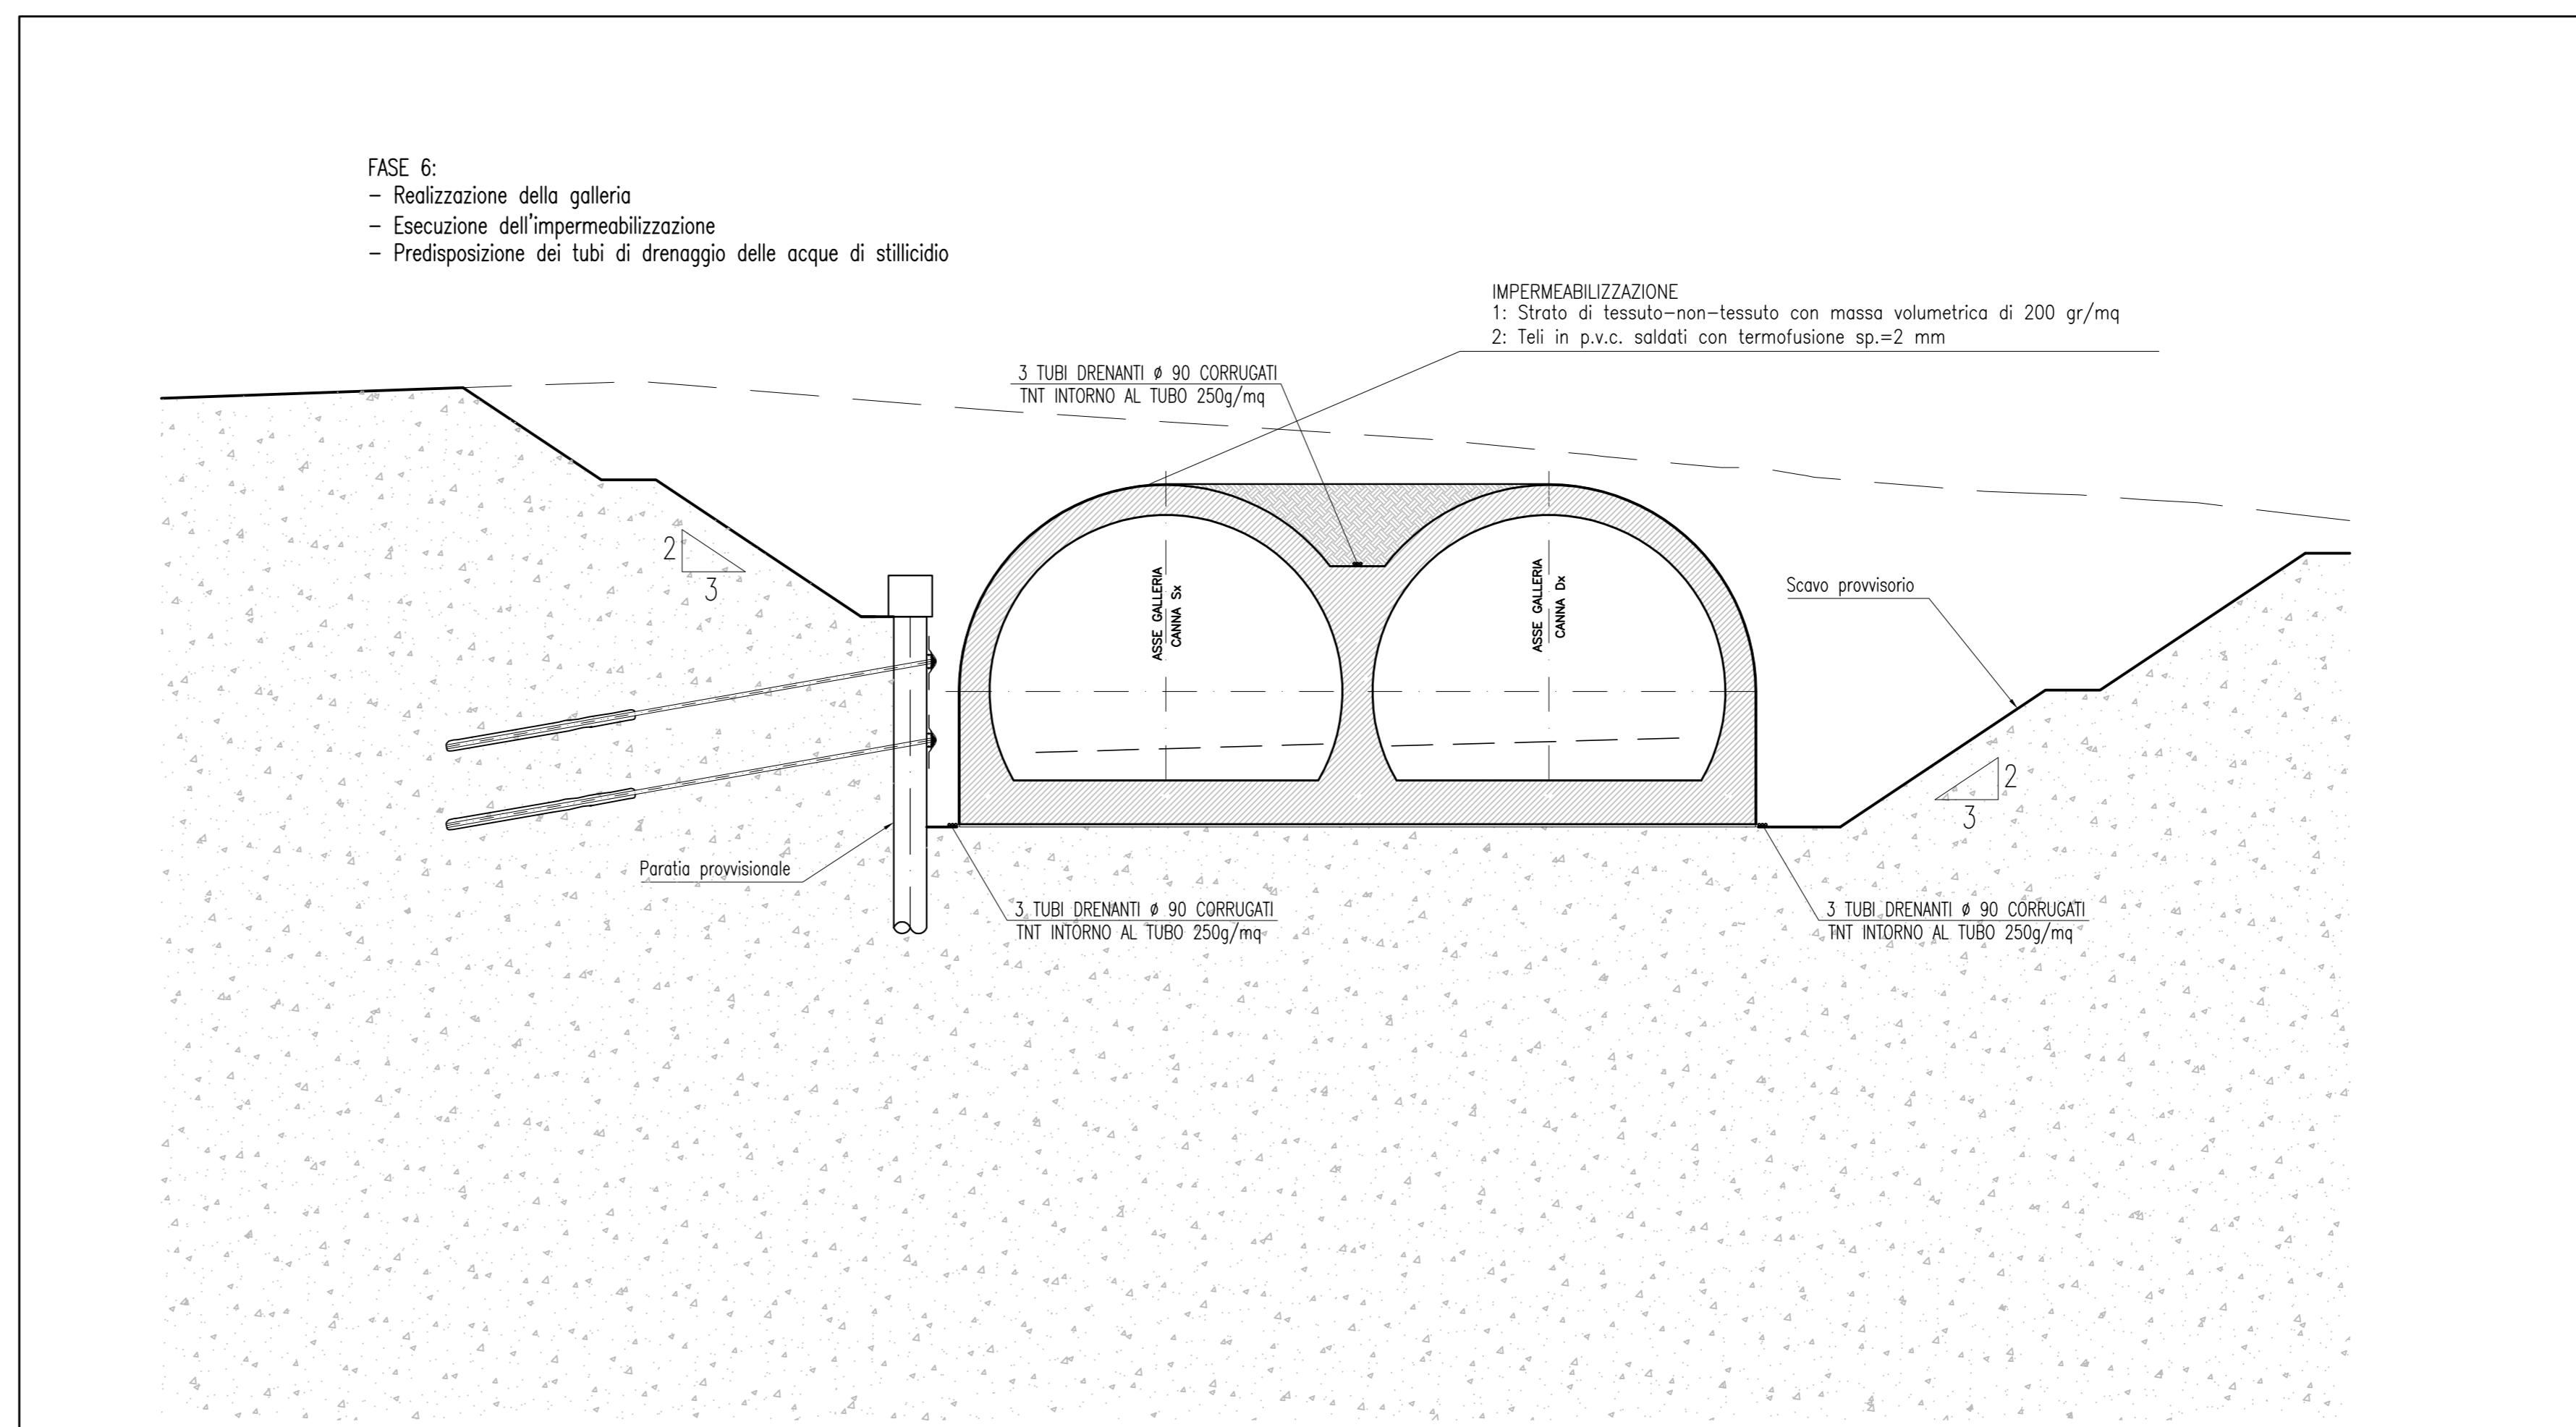 FASE 6:
– Realizzazione della galleria
– Esecuzione dell'impermeabilizzazione
– Predisposizione dei tubi di drenaggio delle acque di stillicidio
IMPERMEABILIZZAZIONE
1: Strato di tessuto–non–tessuto con massa volumetrica di 200 gr/mq
2: Teli in p.v.c. saldati con termofusione sp.=2 mm
3 TUBI DRENANTI ø 90 CORRUGATI
TNT INTORNO AL TUBO 250g/mq
2
3
ASSE GALLERIA
CANNA Sx
ASSE GALLERIA
CANNA Dx
Scavo provvisorio
2
3
Paratia provvisionale
3 TUBI DRENANTI ø 90 CORRUGATI
TNT INTORNO AL TUBO 250g/mq
3 TUBI DRENANTI ø 90 CORRUGATI
TNT INTORNO AL TUBO 250g/mq